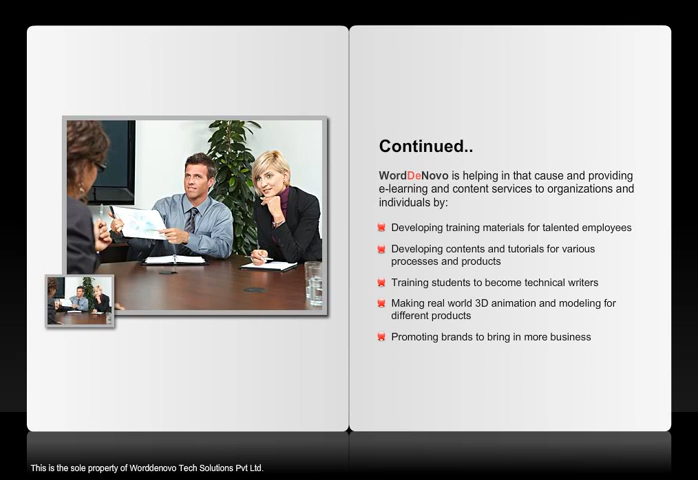 Continued..
WordDeNovo is helping in that cause and providing
e-learning and content services to organizations and
individuals by:
Developing training materials for talented employees
Developing contents and tutorials for various
processes and products
Training students to become technical writers
Making real world 3D animation and modeling for
different products
Promoting brands to bring in more business
This is the sole property of Worddenovo Tech Solutions Pvt Ltd.